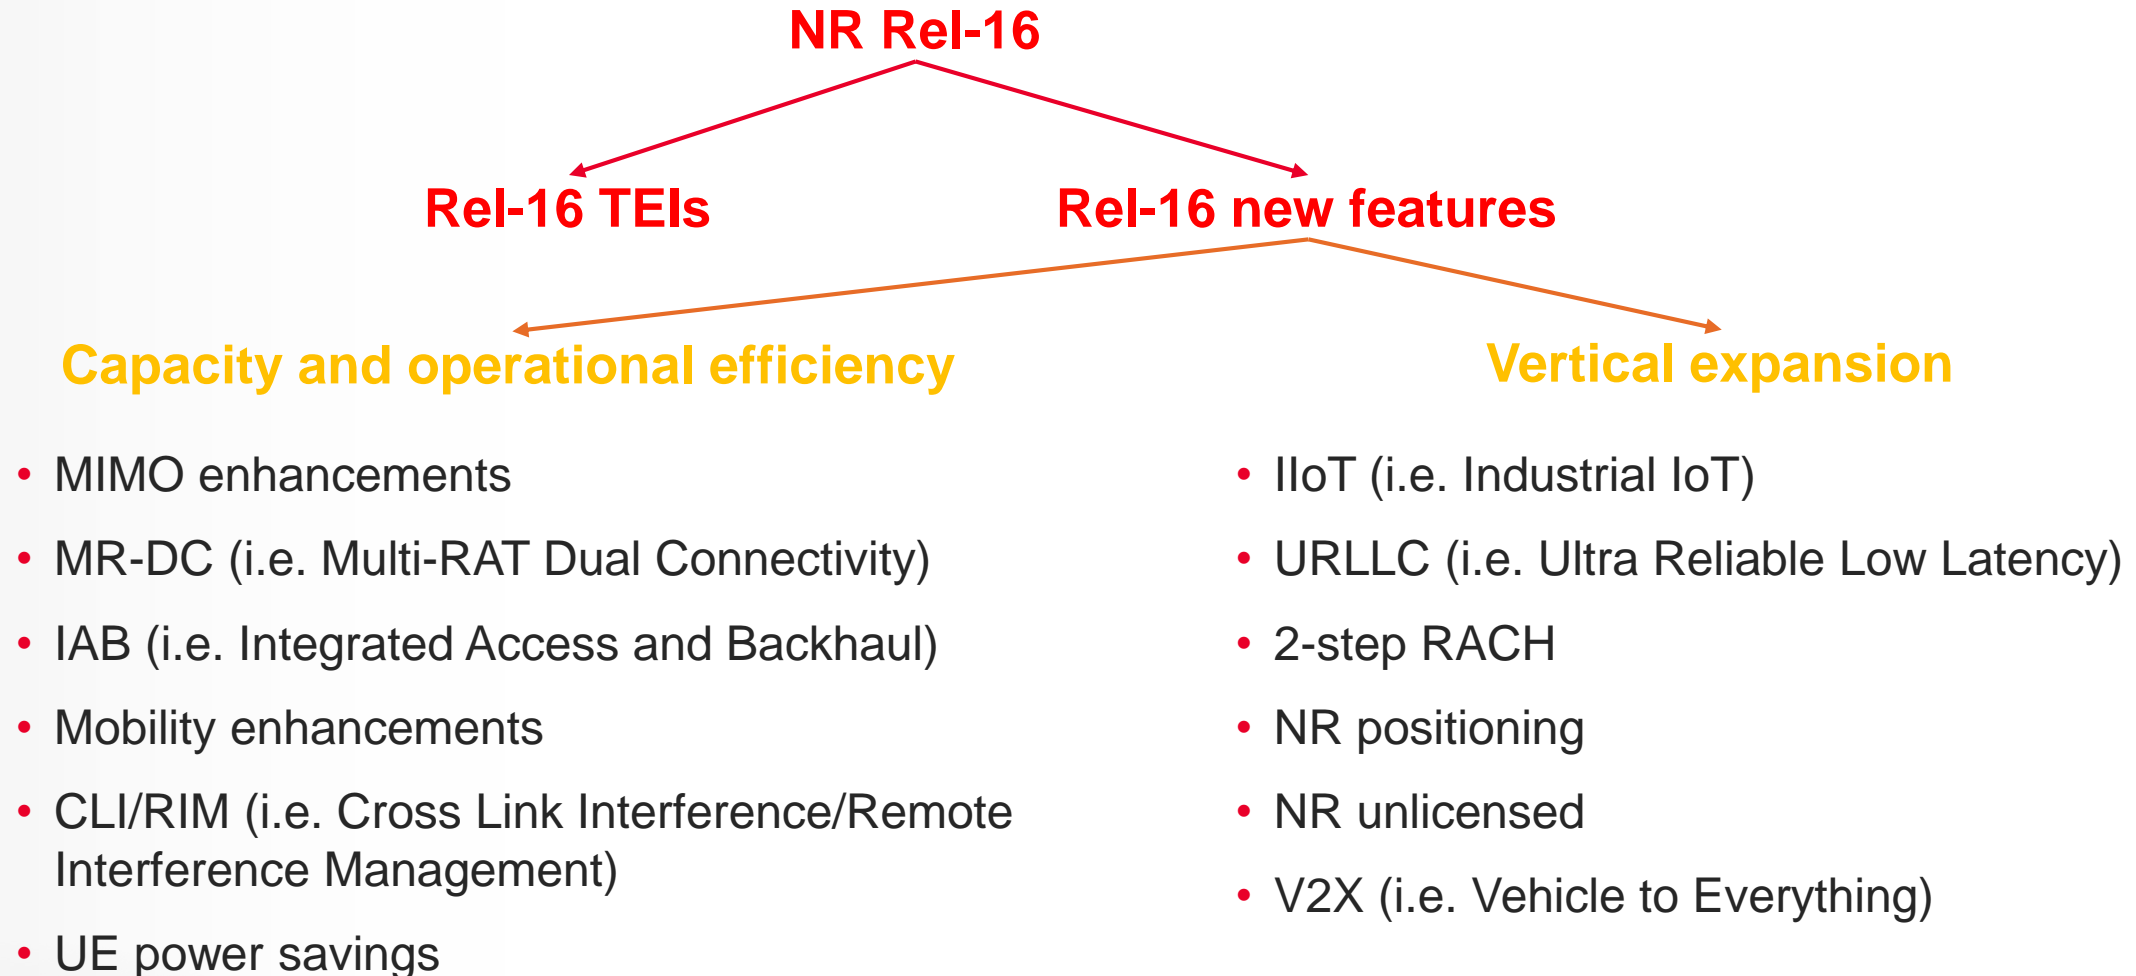 NR Rel-16
Rel-16 TEIs
Rel-16 new features
Capacity and operational efficiency
• MIMO enhancements
• MR-DC (i.e. Multi-RAT Dual Connectivity)
• IAB (i.e. Integrated Access and Backhaul)
• Mobility enhancements
• CLI/RIM (i.e. Cross Link Interference/Remote
Interference Management)
• UE power savings
Vertical expansion
• IIoT (i.e. Industrial IoT)
• URLLC (i.e. Ultra Reliable Low Latency)
• 2-step RACH
• NR positioning
• NR unlicensed
• V2X (i.e. Vehicle to Everything)